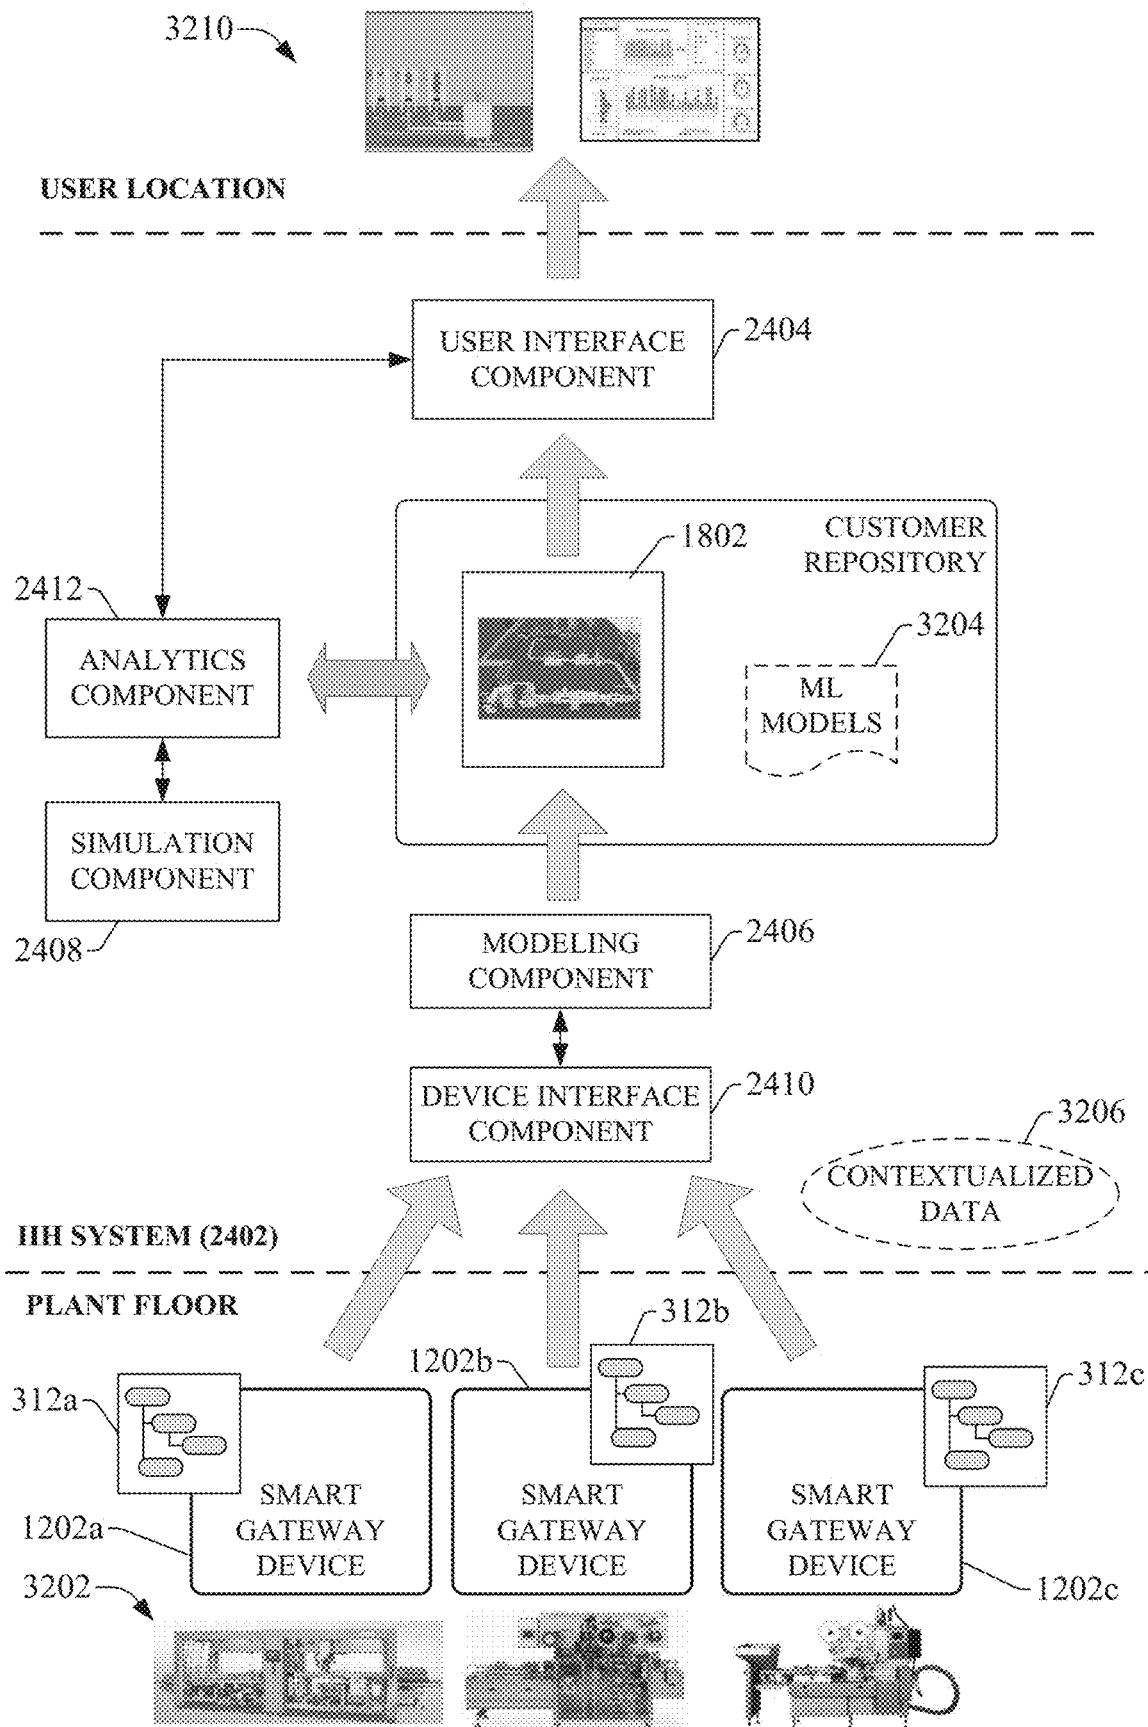 3210
USER LOCATION
USER INTERFACE
COMPONENT
2404
1802
CUSTOMER
REPOSITORY
2412
ANALYTICS
COMPONENT
3204
ML
MODELS
SIMULATION
COMPONENT
2408
MODELING
COMPONENT
2406
DEVICE INTERFACE
COMPONENT
2410
3206
CONTEXTUALIZED
DATA
IIH SYSTEM (2402)
PLANT FLOOR
312a
1202b
312b
312c
SMART
GATEWAY
DEVICE
SMART
GATEWAY
DEVICE
SMART
GATEWAY
DEVICE
1202a
1202c
3202